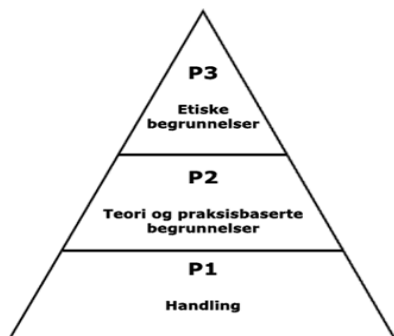 P3
Etiske
begrunnelser
P2
Teori og praksisbaserte
begrunnelser
P1
Handling